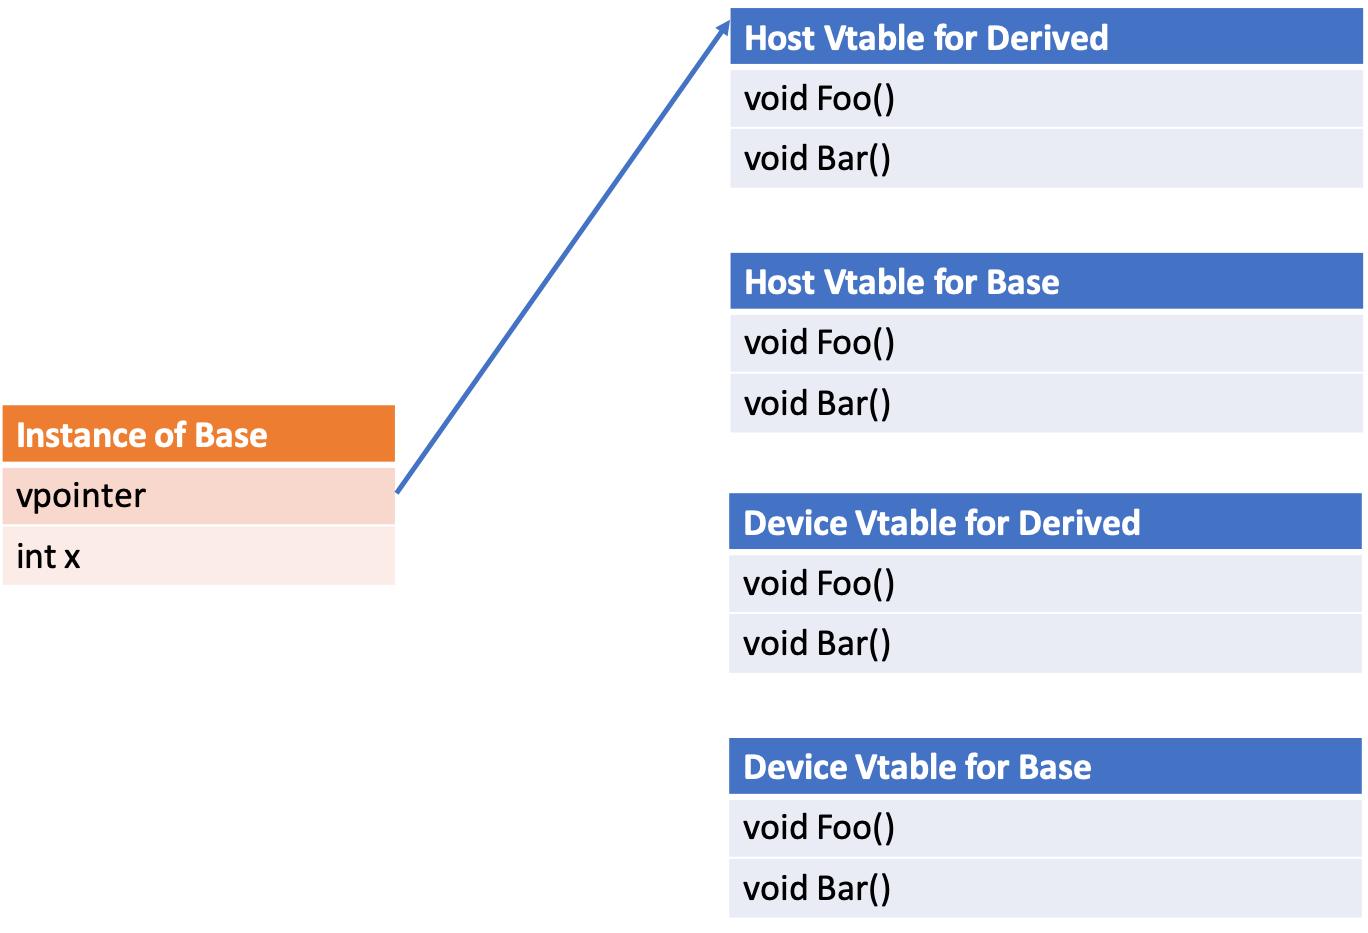 Host Vtable for Derived
void Foo()
void Bar()
Host Vtable for Base
void Foo()
void Bar()
Instance of Base
vpointer
int x
Device Vtable for Derived
void Foo()
void Bar()
Device Vtable for Base
void Foo()
void Bar()